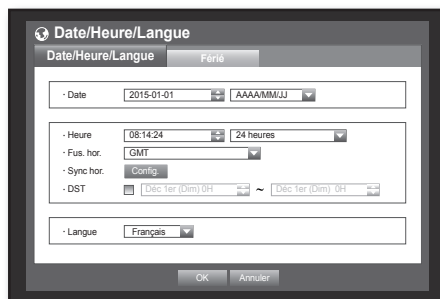 Date/Heure/Langue
Date/Heure/Langue Férié
· Date 2015-01-01 AAAA/MM/JJ
· Heure 08:14:24 24 heures
· Fus. hor. GMT
· Sync hor. Config.
· DST Déc 1er (Dim) 0H ~ Déc 1er (Dim) 0H
· Langue Français
OK Annuler